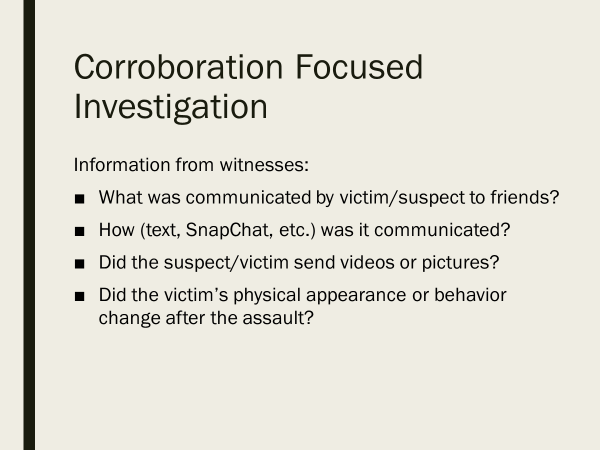 Corroboration Focused
Investigation
Information from witnesses:
■ What was communicated by victim/suspect to friends?
■ How (text, SnapChat, etc.) was it communicated?
■ Did the suspect/victim send videos or pictures?
■ Did the victim’s physical appearance or behavior
change after the assault?